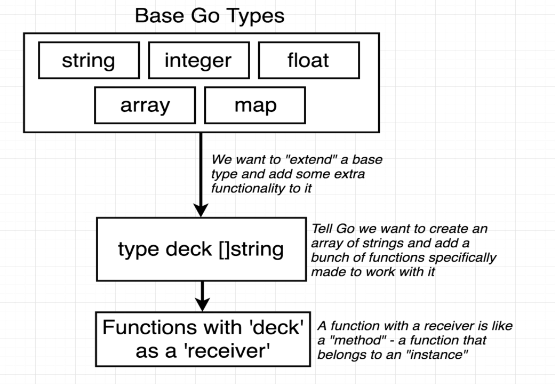 Base Go Types
string integer float
array map
We want to "extend" a base
type and add some extra
functionality to it
type deck []string
Tell Go we want to create an
array of strings and add a
bunch of functions specifically
made to work with it
Functions with 'deck'
as a 'receiver'
A function with a receiver is like
a "method" - a function that
belongs to an "instance"